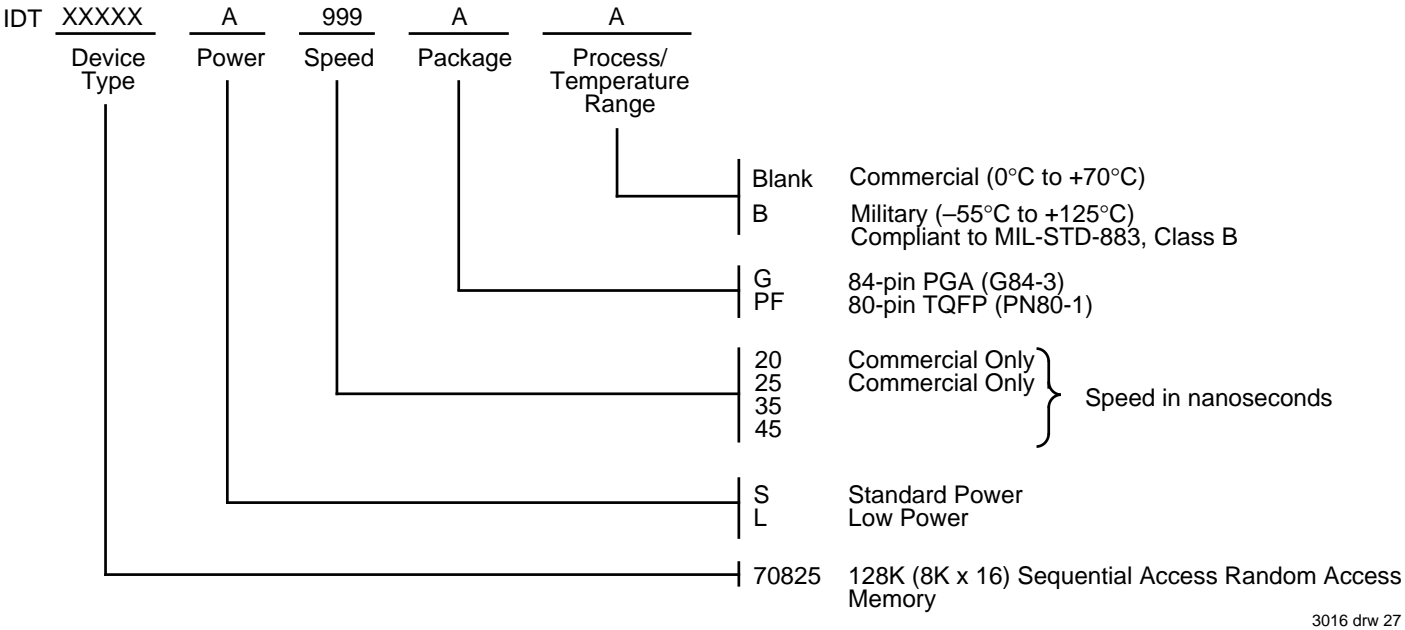 IDT XXXXX A 999 A A
Device Type Power Speed Package Process/ Temperature Range
Blank Commercial (0°C to +70°C)
B Military (–55°C to +125°C)
Compliant to MIL-STD-883, Class B
G 84-pin PGA (G84-3)
PF 80-pin TQFP (PN80-1)
20 Commercial Only
25 Commercial Only
35
45
Speed in nanoseconds
S Standard Power
L Low Power
70825 128K (8K x 16) Sequential Access Random Access
Memory
3016 drw 27